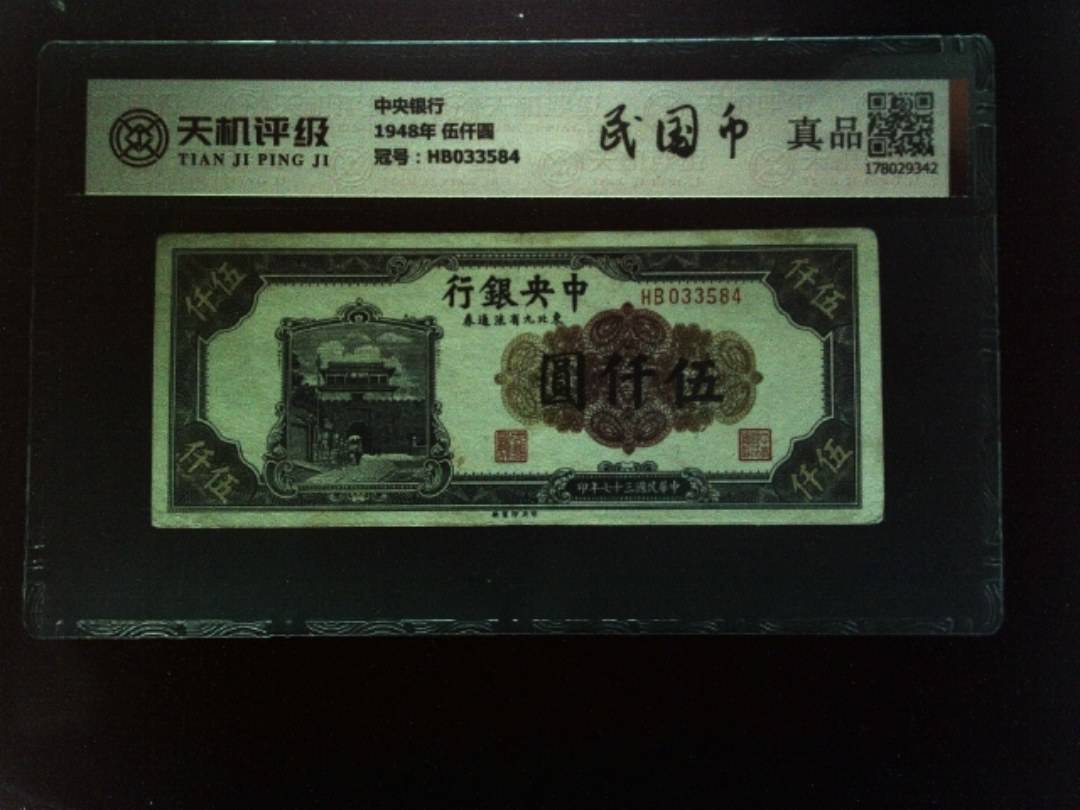 天机评级
TIAN JI PING JI
中央银行
1948年 伍仟圆
冠号：HB033584
民国币
真品
178029342
伍仟
伍仟
行銀央中
HB033584
券通流省九北東
圓仟伍
伍仟
伍仟
印年七十三國民華中